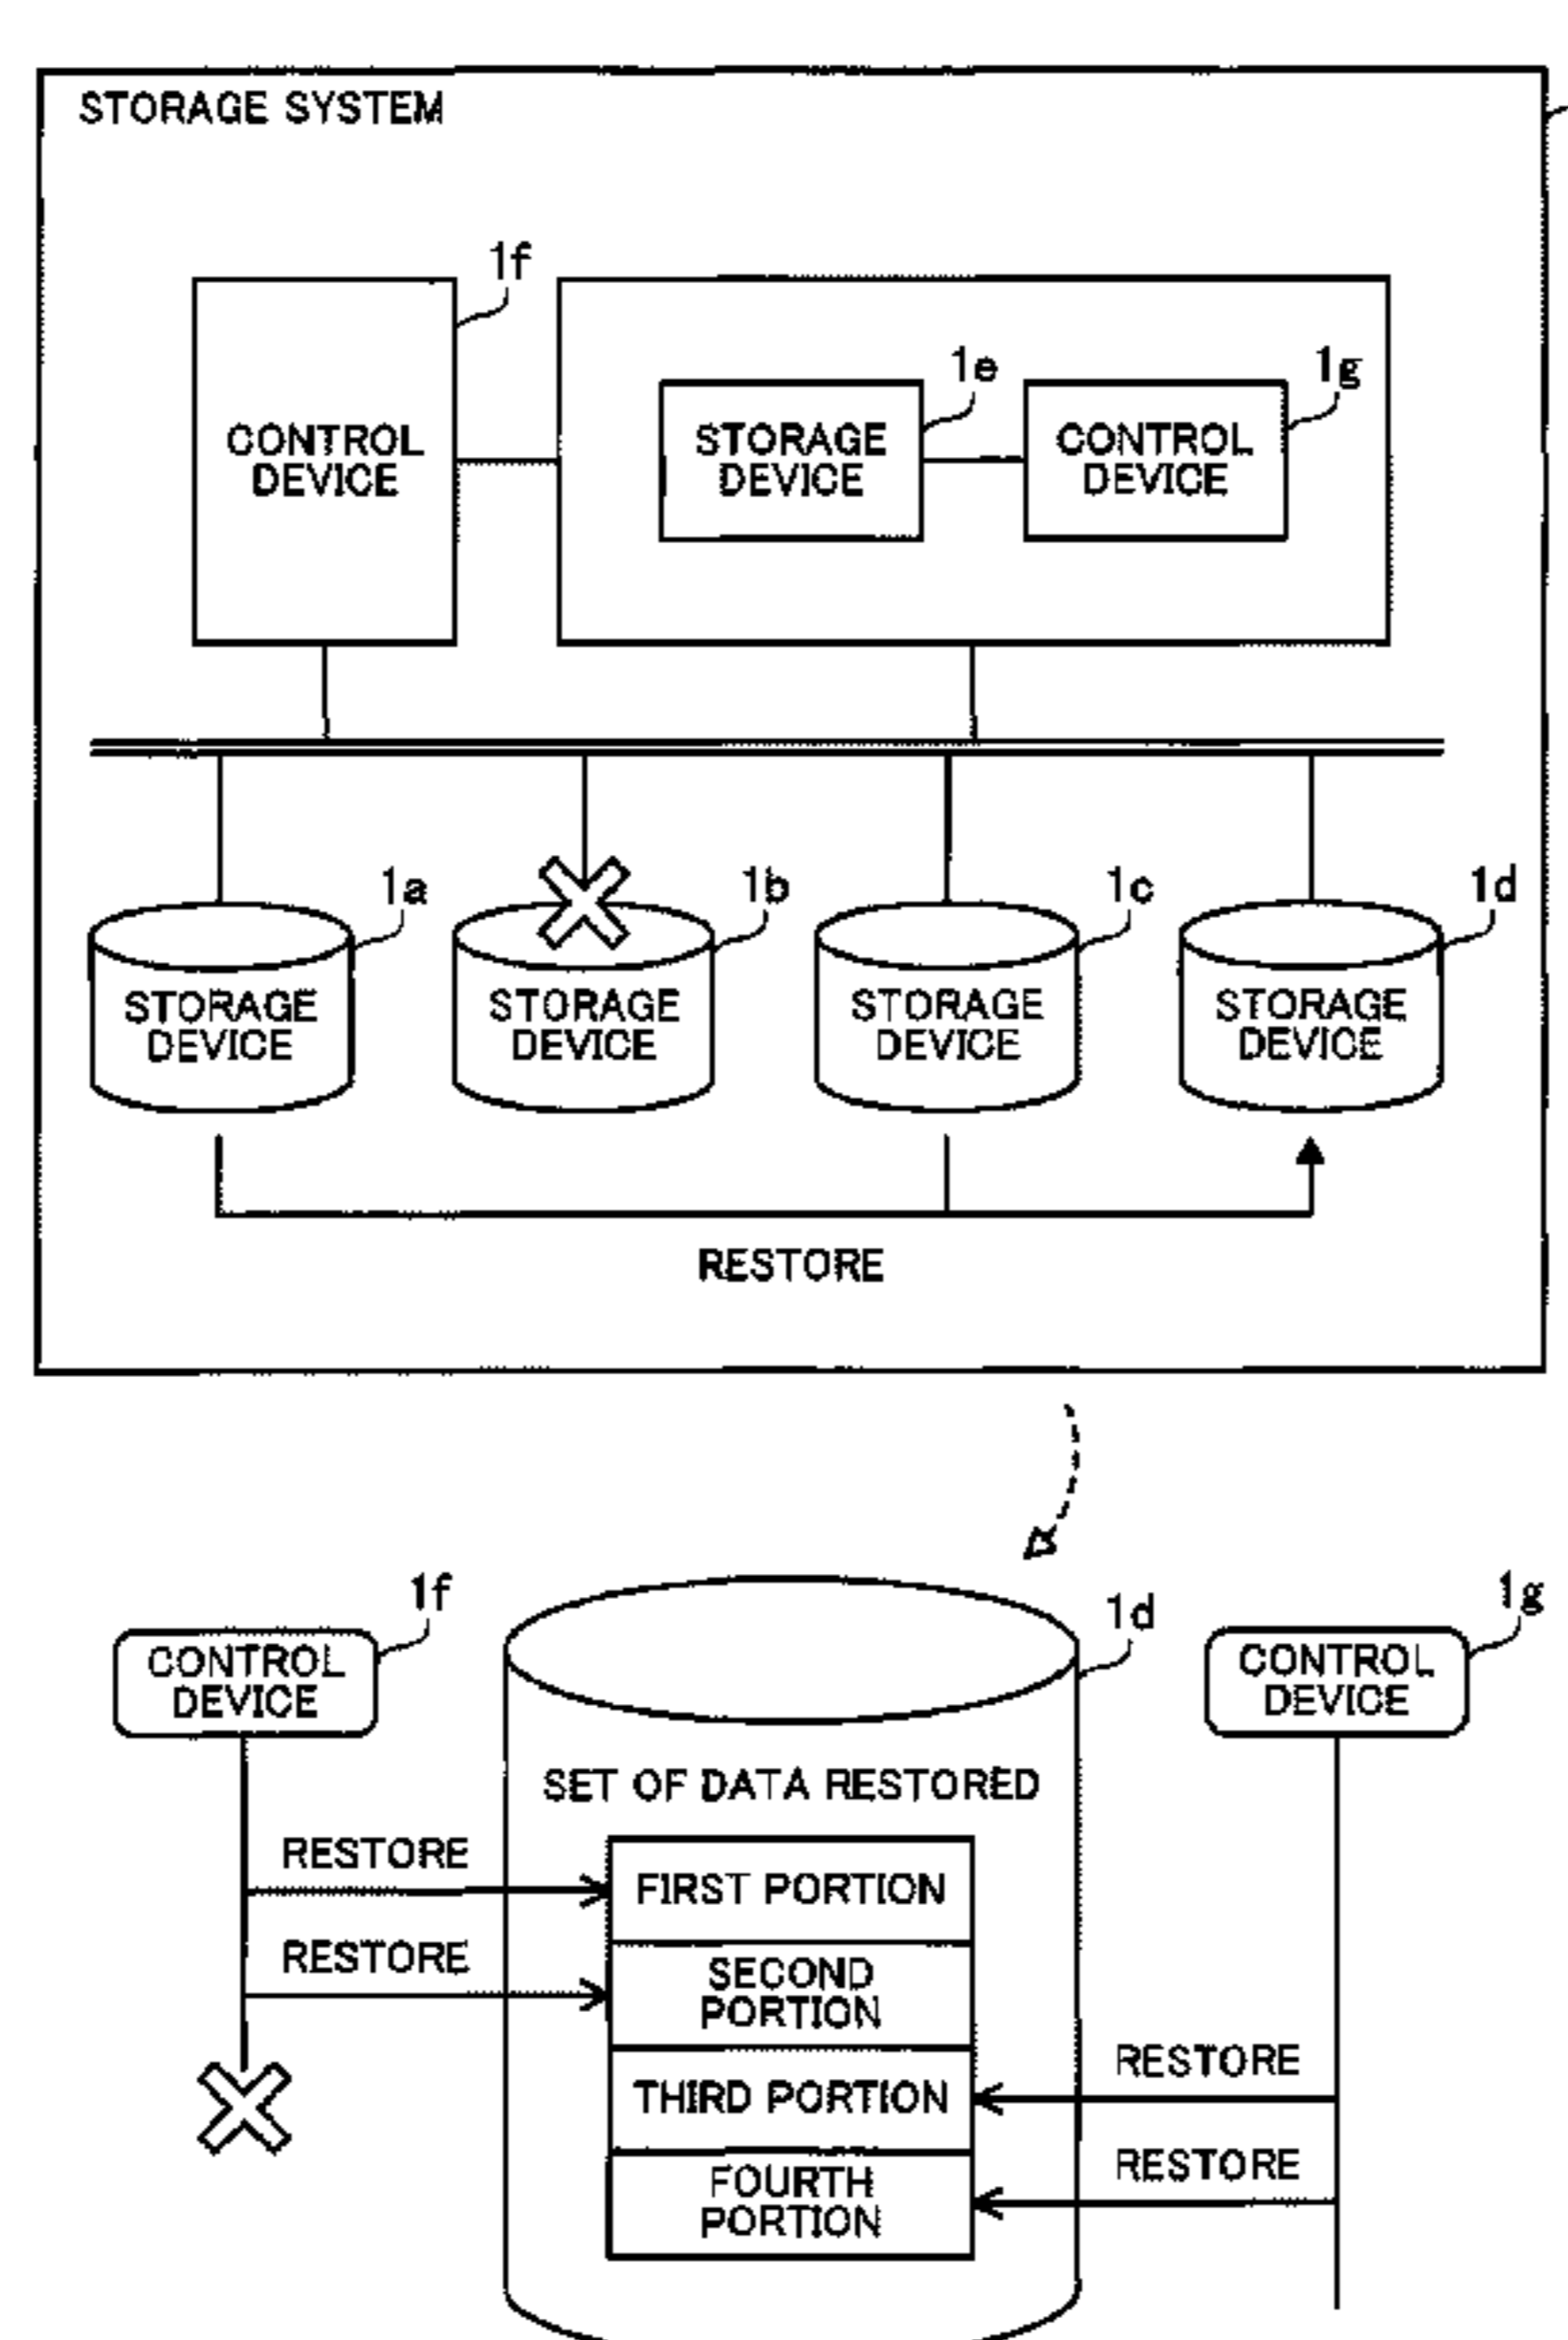 STORAGE SYSTEM
1f
1e
1g
CONTROL
DEVICE
STORAGE
DEVICE
CONTROL
DEVICE
1a
1b
1c
1d
STORAGE
DEVICE
STORAGE
DEVICE
STORAGE
DEVICE
STORAGE
DEVICE
RESTORE
1f
1d
1g
CONTROL
DEVICE
CONTROL
DEVICE
SET OF DATA RESTORED
RESTORE
FIRST PORTION
RESTORE
SECOND
PORTION
RESTORE
THIRD PORTION
RESTORE
FOURTH
PORTION